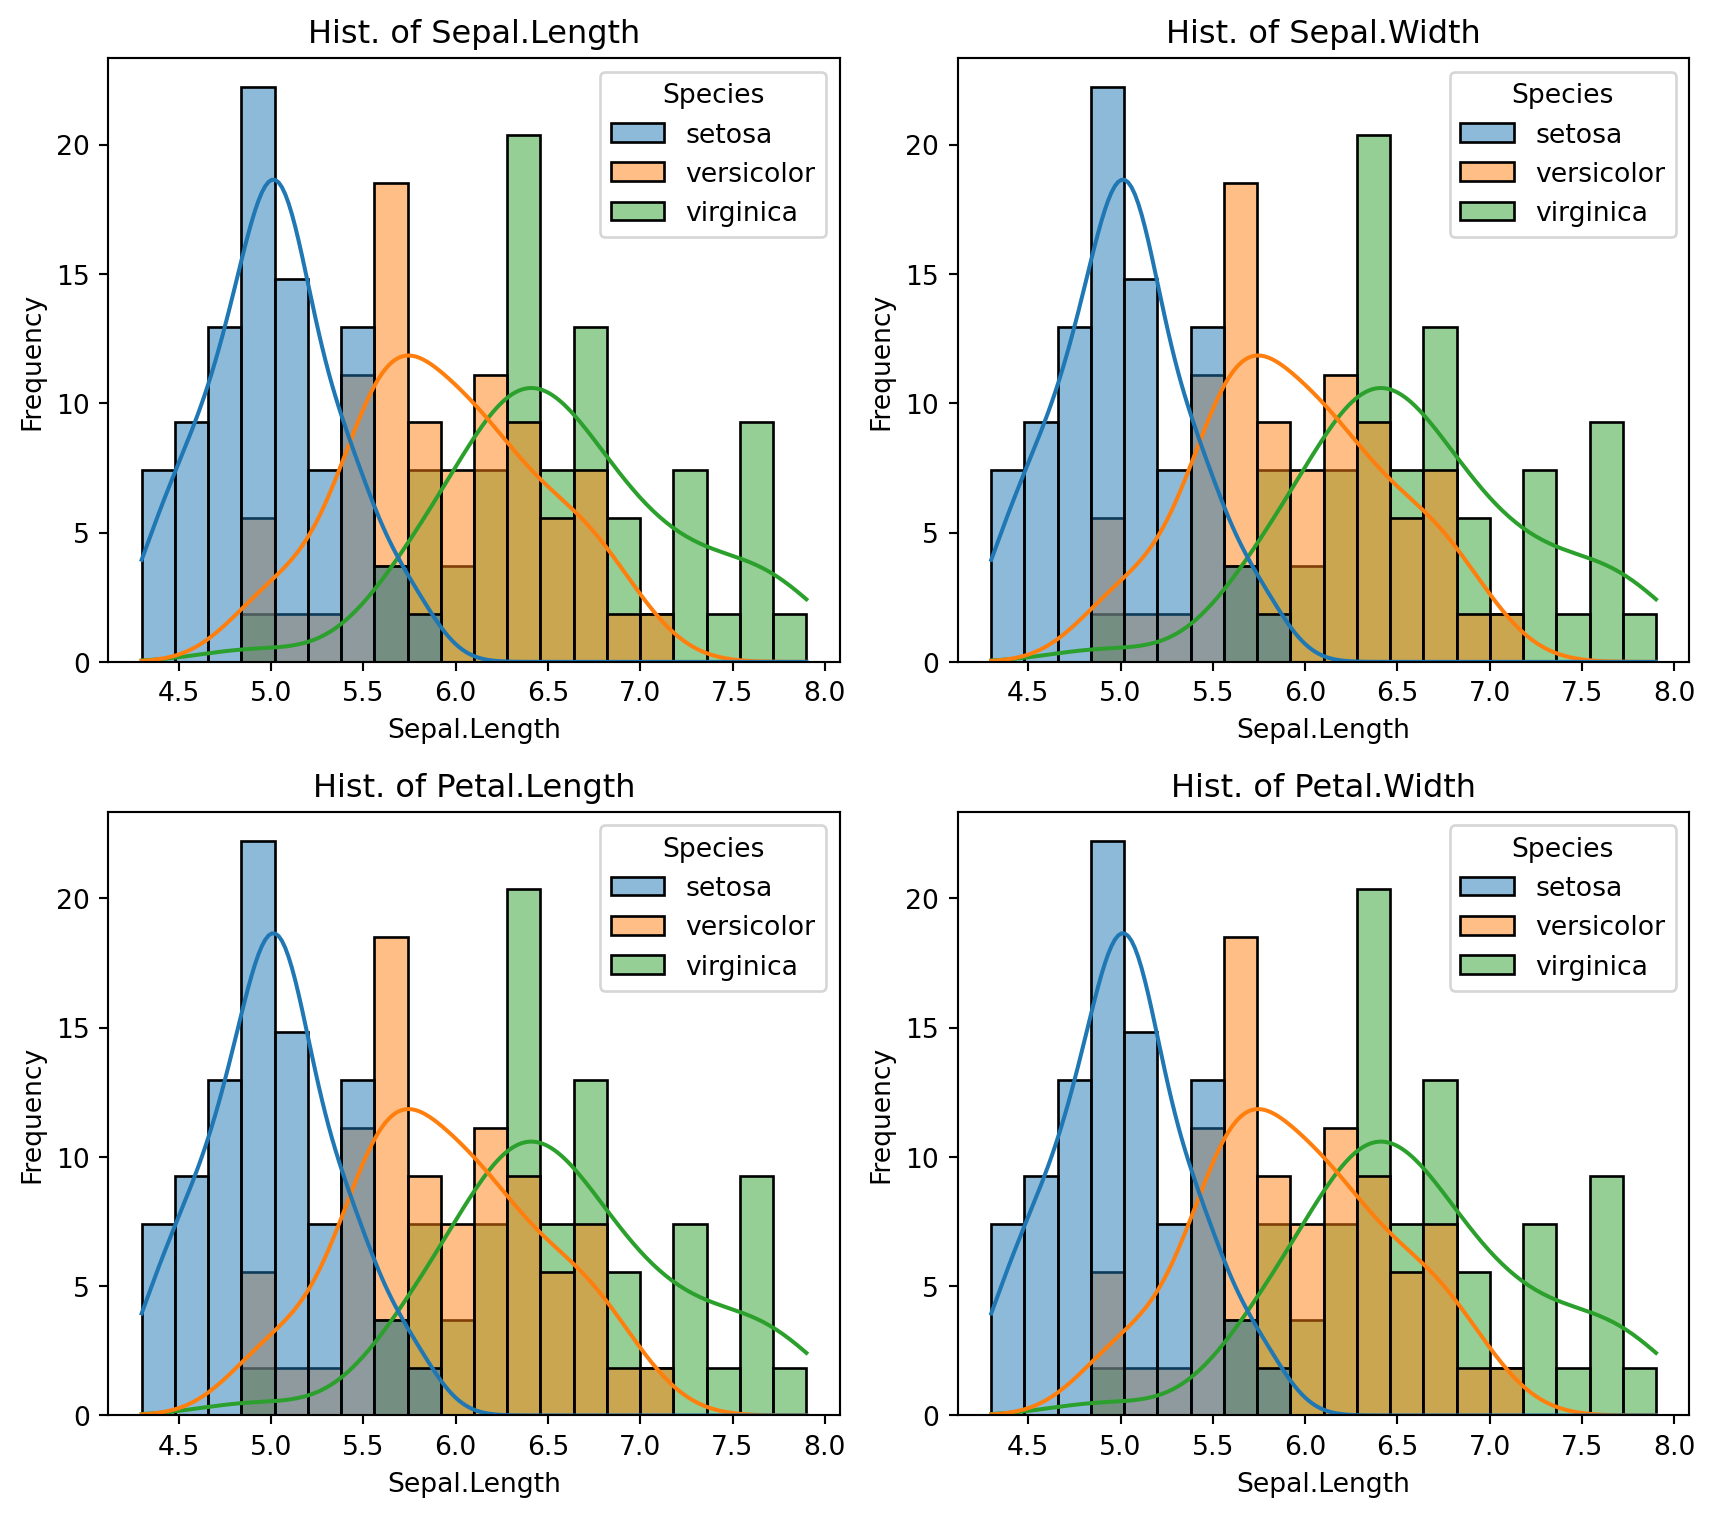 Hist. of Sepal.Length
Frequency
20
15
10
5
0
Species
setosa
versicolor
virginica
4.5 5.0 5.5 6.0 6.5 7.0 7.5 8.0
Sepal.Length
Hist. of Sepal.Width
Frequency
20
15
10
5
0
Species
setosa
versicolor
virginica
4.5 5.0 5.5 6.0 6.5 7.0 7.5 8.0
Sepal.Length
Hist. of Petal.Length
Frequency
20
15
10
5
0
Species
setosa
versicolor
virginica
4.5 5.0 5.5 6.0 6.5 7.0 7.5 8.0
Sepal.Length
Hist. of Petal.Width
Frequency
20
15
10
5
0
Species
setosa
versicolor
virginica
4.5 5.0 5.5 6.0 6.5 7.0 7.5 8.0
Sepal.Length